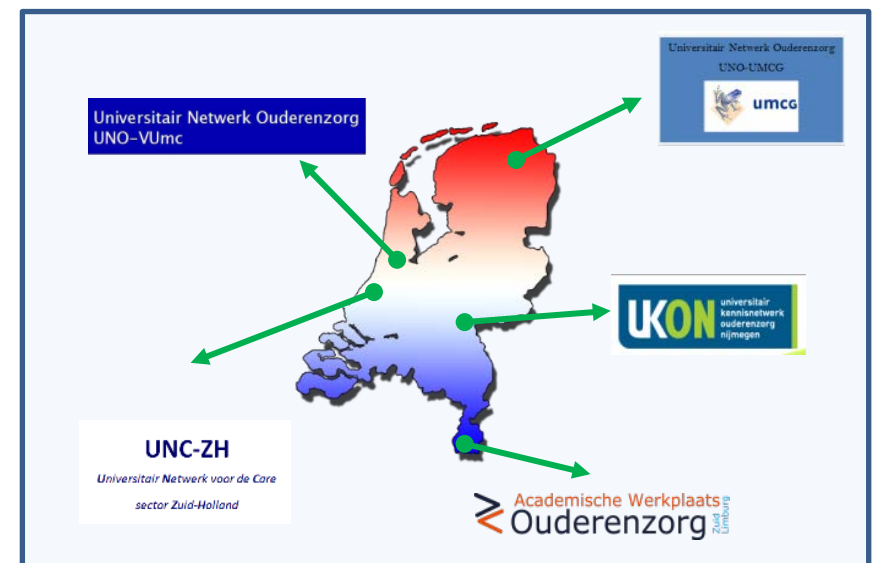 Universitair Netwerk Ouderenzorg
UNO-UMCG
umcg
Universitair Netwerk Ouderenzorg
UNO-VUmc
UKON
universitair
kennisnetwerk
ouderenzorg
nijmegen
UNC-ZH
Universitair Netwerk voor de Care
sector Zuid-Holland
Academische Werkplaats
Ouderenzorg
Zuid
Limburg